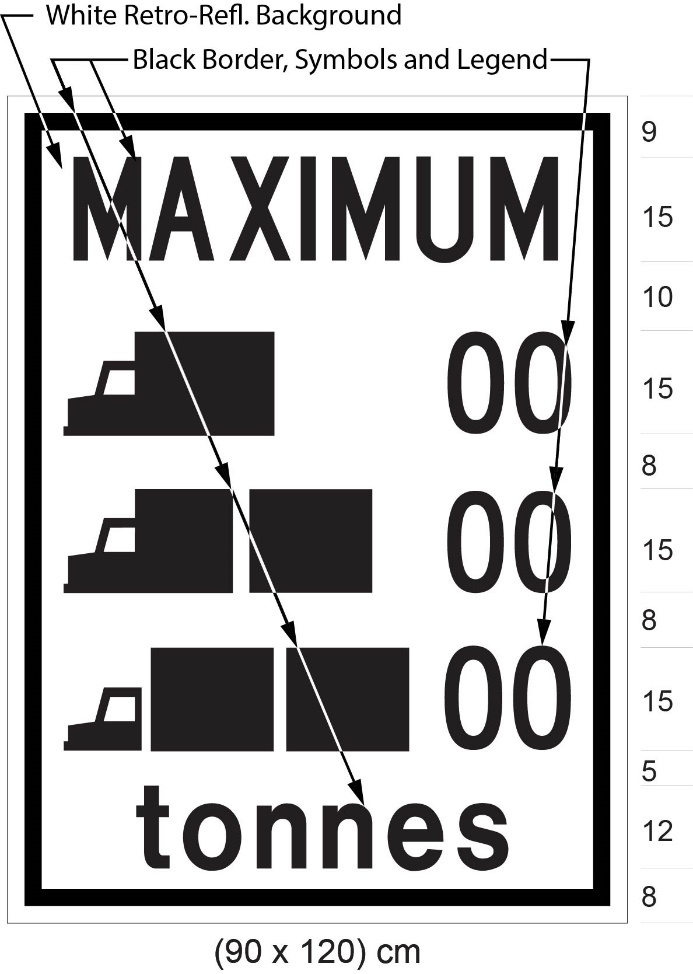 White Retro-Refl. Background
Black Border, Symbols and Legend
9
MAXIMUM
15
10
00
15
8
00
15
8
00
15
5
tonnes
12
8
(90 x 120) cm